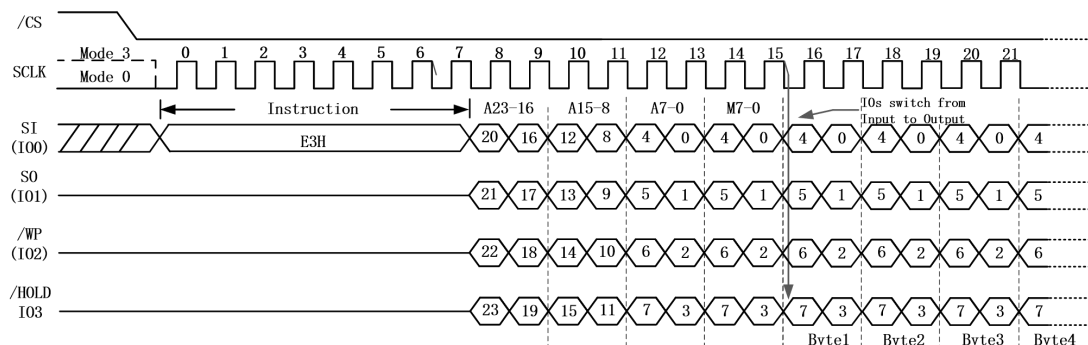 /CS
Mode 3 0 1 2 3 4 5 6 7 8 9 10 11 12 13 14 15 16 17 18 19 20 21
SCLK
Mode 0
Instruction A23-16 A15-8 A7-0 M7-0 IOs switch from
Input to Output
SI
(IO0) E3H 20 16 12 8 4 0 4 0 4 0 4 0 4 0 4
SO
(IO1) 21 17 13 9 5 1 5 1 5 1 5 1 5 1 5
/WP
(IO2) 22 18 14 10 6 2 6 2 6 2 6 2 6 2 6
/HOLD
IO3 23 19 15 11 7 3 7 3 7 3 7 3 7 3 7
Byte1 Byte2 Byte3 Byte4